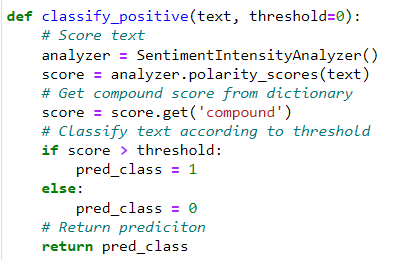 def classify_positive(text, threshold=0):
    # Score text
    analyzer = SentimentIntensityAnalyzer()
    score = analyzer.polarity_scores(text)
    # Get compound score from dictionary
    score = score.get('compound')
    # Classify text according to threshold
    if score > threshold:
        pred_class = 1
    else:
        pred_class = 0
    # Return prediciton
    return pred_class